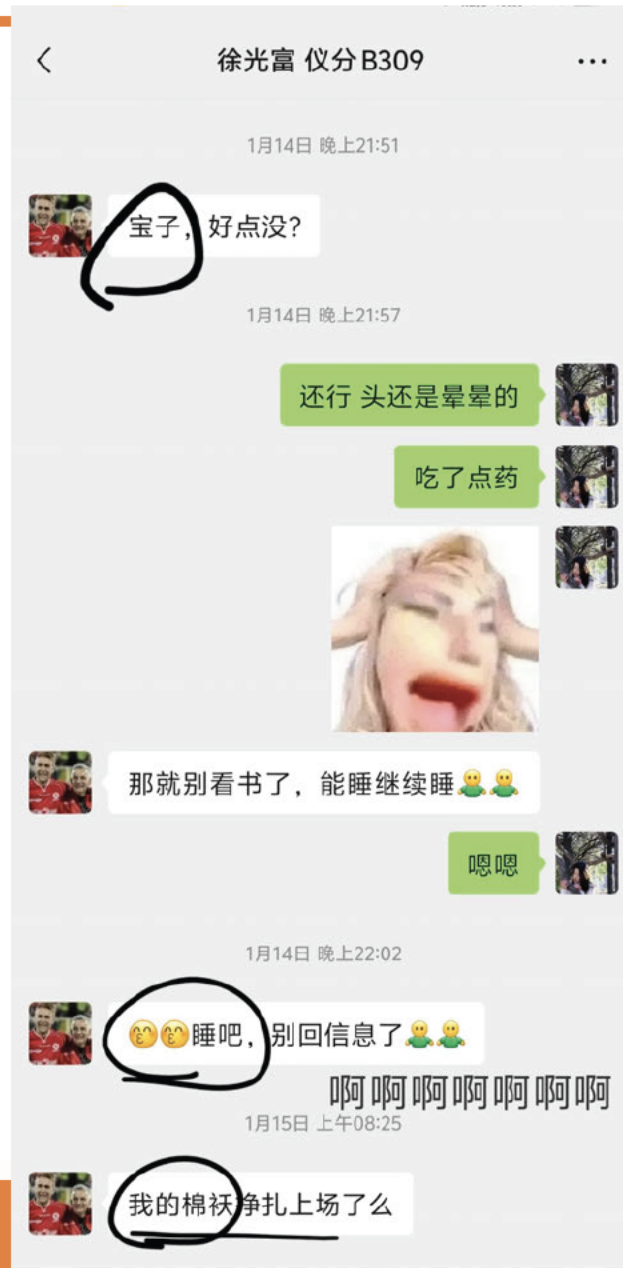 徐光富 仪分B309
1月14日 晚上21:51
宝子，好点没？
1月14日 晚上21:57
还行 头还是晕晕的
吃了点药
那就别看书了，能睡继续睡
嗯嗯
1月14日 晚上22:02
睡吧，别回信息了
啊啊啊啊啊啊啊
1月15日 上午08:25
我的棉袄挣扎上场了么